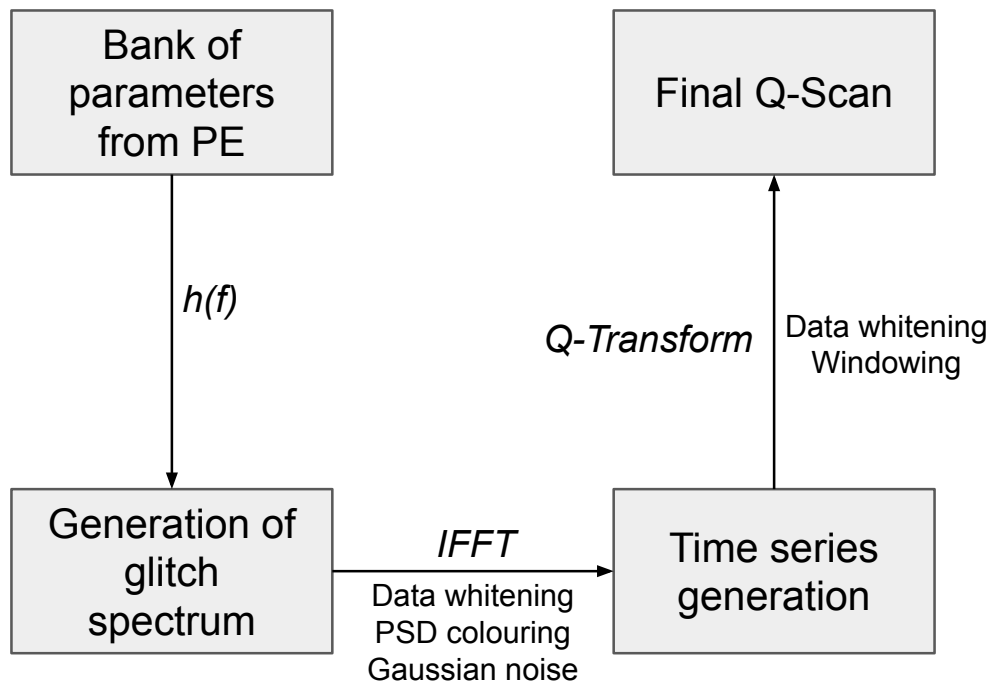 Bank of
parameters
from PE
Final Q-Scan
h(f)
Q-Transform
Data whitening
Windowing
Generation of
glitch
spectrum
IFFT
Data whitening
PSD colouring
Gaussian noise
Time series
generation